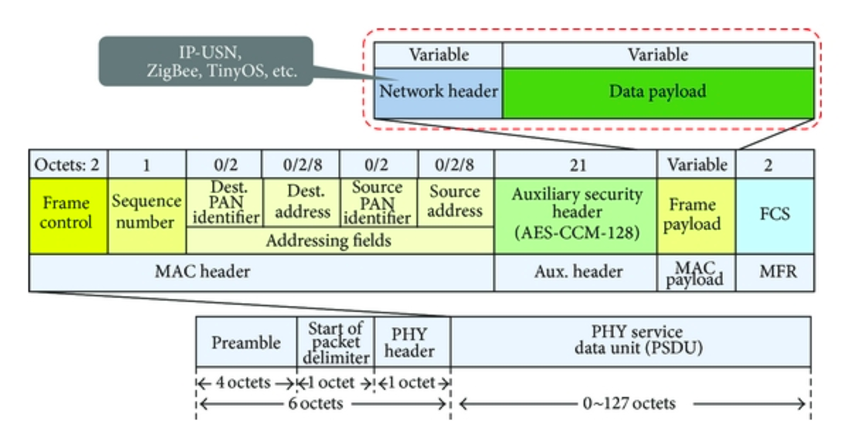 IP-USN,
ZigBee, TinyOS, etc.
Variable Variable
Network header Data payload
Octets: 2 1 0/2 0/2/8 0/2 0/2/8 21 Variable 2
Frame
control
Sequence
number
Dest.
PAN
identifier
Dest.
address
Source
PAN
identifier
Source
address
Addressing fields
Auxiliary security
header
(AES-CCM-128)
Frame
payload
FCS
MAC header
Aux. header
MAC
payload
MFR
Preamble
Start of
packet
delimiter
PHY
header
PHY service
data unit (PSDU)
4 octets 1 octet 1 octet
6 octets 0~127 octets